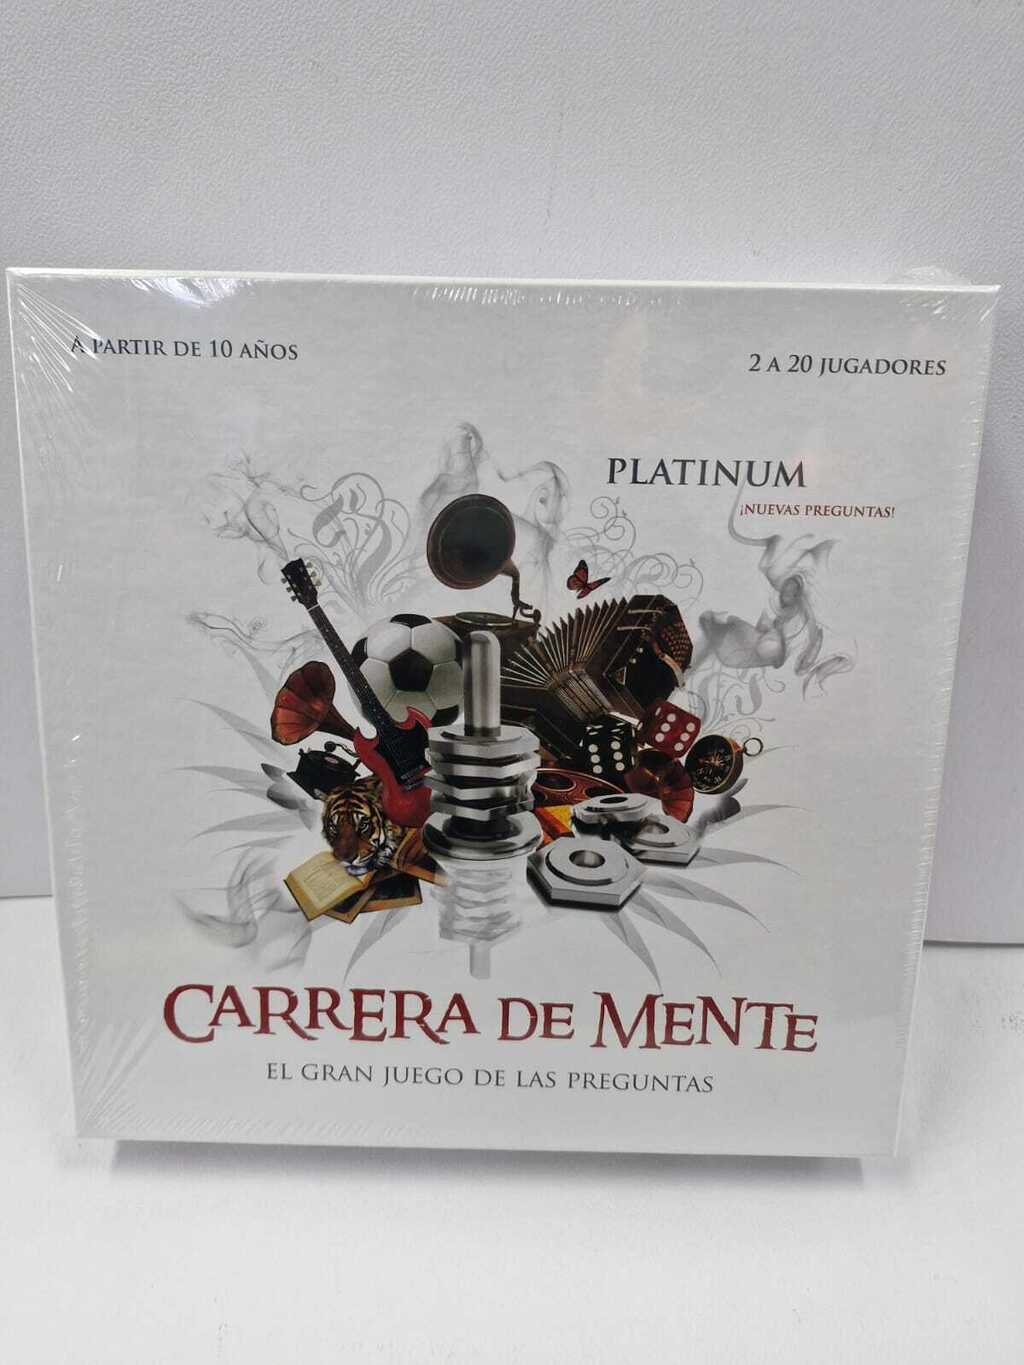 A PARTIR DE 10 AÑOS
2 A 20 JUGADORES
PLATINUM
¡NUEVAS PREGUNTAS!
CARRERA DE MENTE
EL GRAN JUEGO DE LAS PREGUNTAS